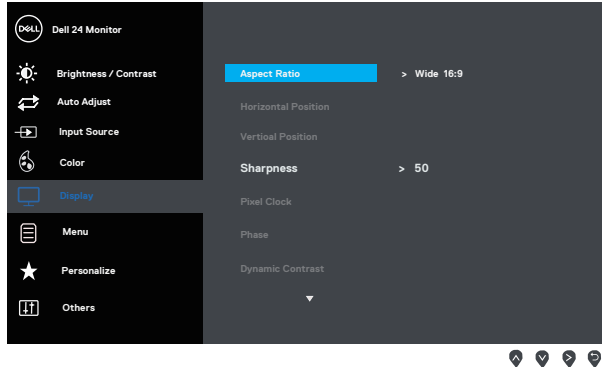 DELL
Dell 24 Monitor
Brightness / Contrast
Auto Adjust
Input Source
Color
Display
Menu
Personalize
Others
Aspect Ratio > Wide 16:9
Horizontal Position
Vertical Position
Sharpness > 50
Pixel Clock
Phase
Dynamic Contrast